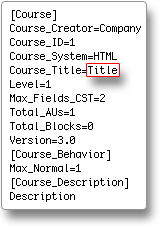 [Course]
Course_Creator=Company
Course_ID=1
Course_System=HTML
Course_Title=Title
Level=1
Max_Fields_CST=2
Total_AUs=1
Total_Blocks=0
Version=3.0
[Course_Behavior]
Max_Normal=1
[Course_Description]
Description